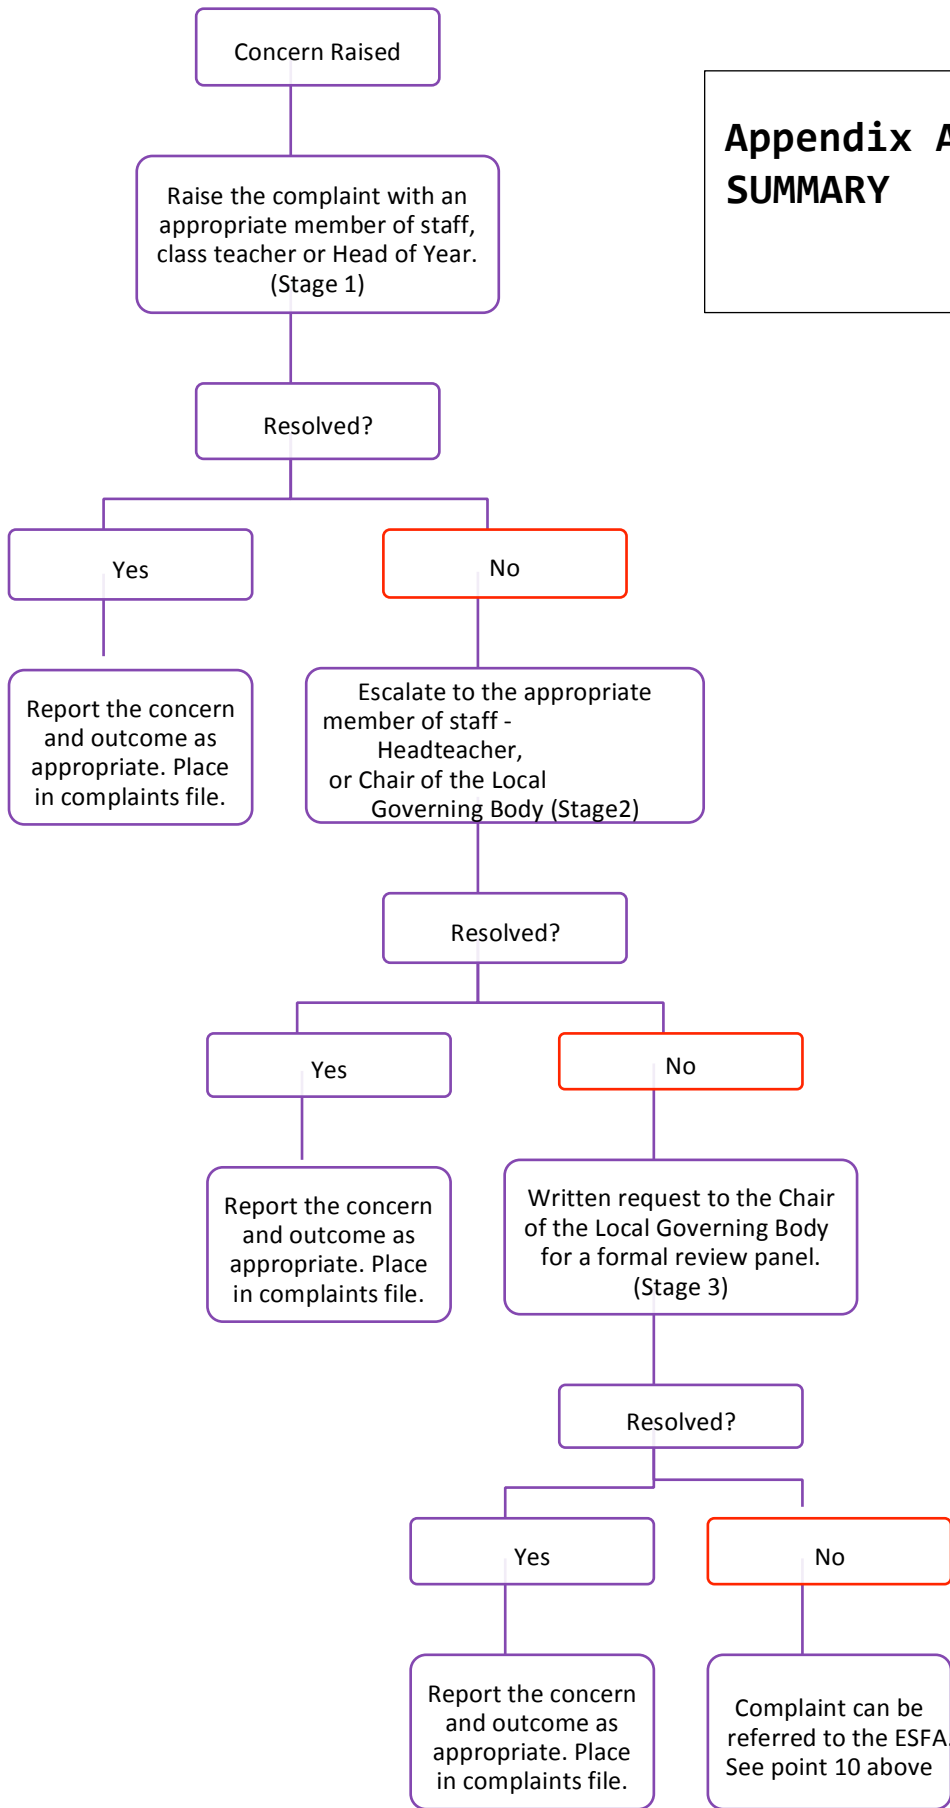 Concern Raised
Appendix A
SUMMARY
Raise the complaint with an
appropriate member of staff,
class teacher or Head of Year.
(Stage 1)
Resolved?
Yes
No
Report the concern
and outcome as
appropriate. Place
in complaints file.
Escalate to the appropriate
member of staff -
Headteacher,
or Chair of the Local
Governing Body (Stage2)
Resolved?
Yes
No
Report the concern
and outcome as
appropriate. Place
in complaints file.
Written request to the Chair
of the Local Governing Body
for a formal review panel.
(Stage 3)
Resolved?
Yes
No
Report the concern
and outcome as
appropriate. Place
in complaints file.
Complaint can be
referred to the ESFA.
See point 10 above